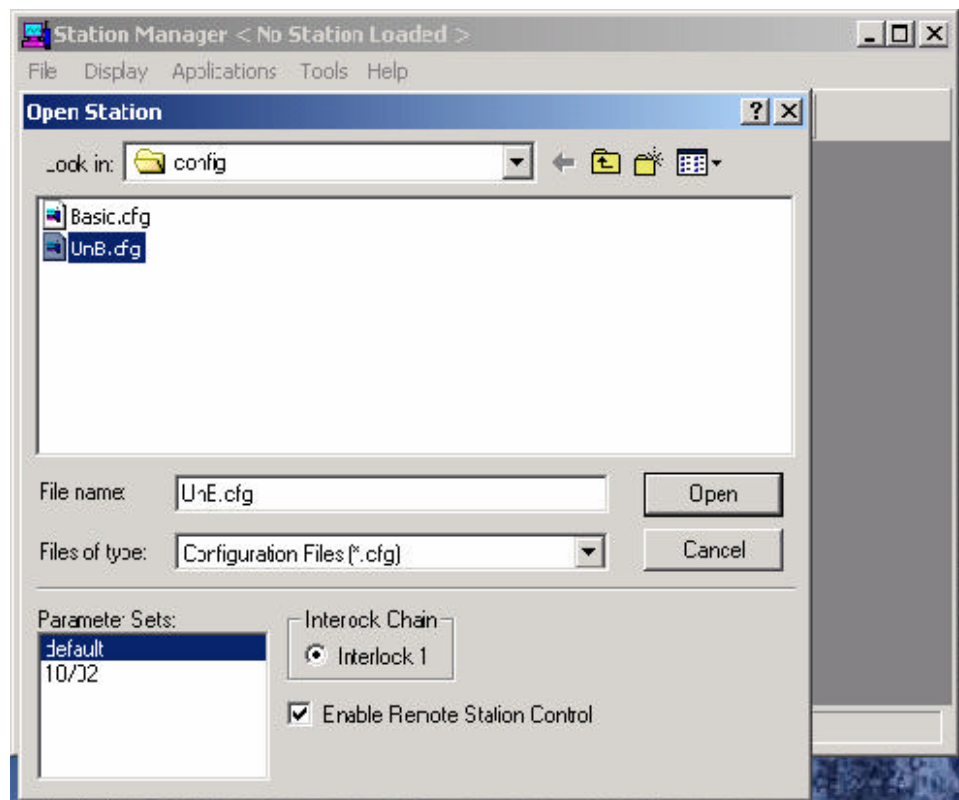 Station Manager < No Station Loaded >
File Display Applications Tools Help
Open Station
Look in: config
Basic.cfg
UnB.cfg
File name: UnB.cfg
Open
Files of type: Configuration Files (*.cfg)
Cancel
Parameter Sets:
default
10/02
Interlock Chain
Interlock 1
Enable Remote Station Control